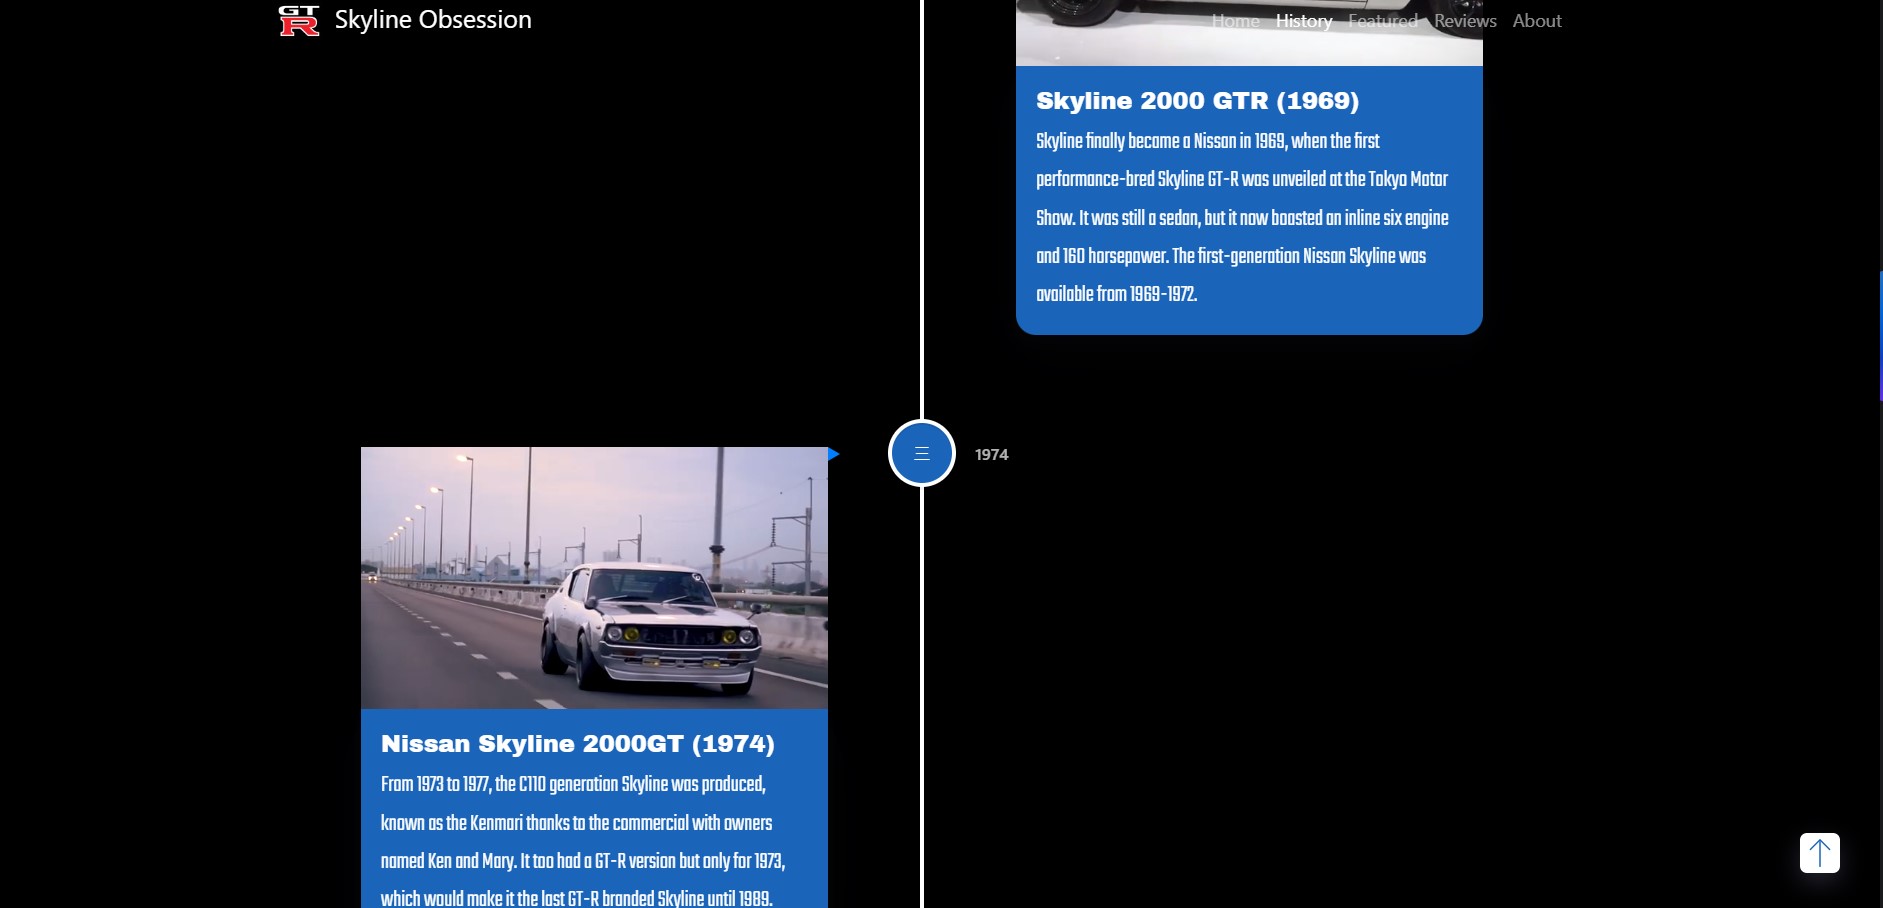 GT
R
Skyline Obsession
Home History Featured Reviews About
Skyline 2000 GTR (1969)
Skyline finally became a Nissan in 1969, when the first
performance-bred Skyline GT-R was unveiled at the Tokyo Motor
Show. It was still a sedan, but it now boasted an inline six engine
and 160 horsepower. The first-generation Nissan Skyline was
available from 1969-1972.
三
1974
Nissan Skyline 2000GT (1974)
From 1973 to 1977, the C110 generation Skyline was produced,
known as the Kenmari thanks to the commercial with owners
named Ken and Mary. It too had a GT-R version but only for 1973,
which would make it the last GT-R branded Skyline until 1989.